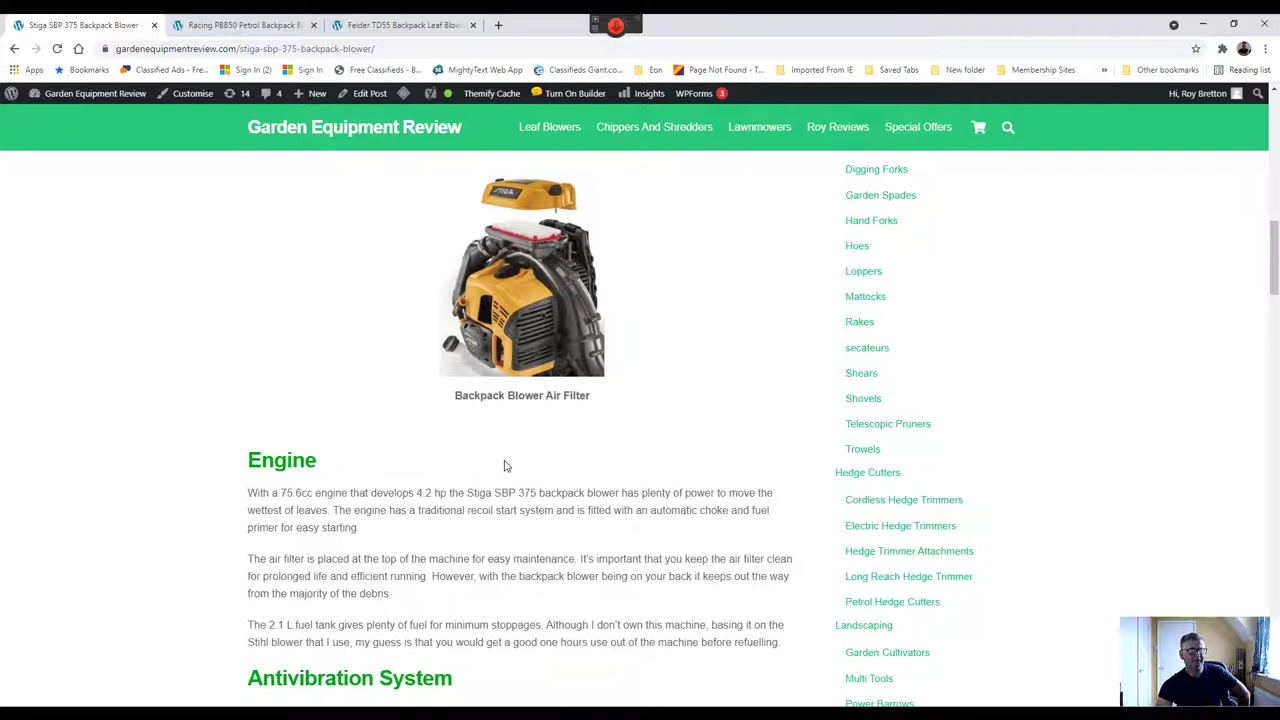 Stiga SBP 375 Backpack Blower -
Racing PBB50 Petrol Backpack Bl
Feider TD55 Backpack Leaf Blow
gardenequipmentreview.com/stiga-sbp-375-backpack-blower/
Apps
Bookmarks
Classified Ads - Fre...
Sign In (2)
Sign In
Free Classifieds - B...
MightyText Web App
Classifieds Giant.co...
Eon
Page Not Found - T...
Imported From IE
Saved Tabs
New folder
Membership Sites
»
Other bookmarks
Reading list
Garden Equipment Review
Customise
14
4
New
Edit Post
Themify Cache
Turn On Builder
Insights
WPForms 3
Hi, Roy Bretton
Garden Equipment Review
Leaf Blowers
Chippers And Shredders
Lawnmowers
Roy Reviews
Special Offers
STIGA
Backpack Blower Air Filter
Engine
With a 75.6cc engine that develops 4.2 hp the Stiga SBP 375 backpack blower has plenty of power to move the
wettest of leaves. The engine has a traditional recoil start system and is fitted with an automatic choke and fuel
primer for easy starting.
The air filter is placed at the top of the machine for easy maintenance. It's important that you keep the air filter clean
for prolonged life and efficient running. However, with the backpack blower being on your back it keeps out the way
from the majority of the debris
The 2.1 L fuel tank gives plenty of fuel for minimum stoppages. Although I don't own this machine, basing it on the
Stihl blower that I use, my guess is that you would get a good one hours use out of the machine before refuelling.
Antivibration System
Digging Forks
Garden Spades
Hand Forks
Hoes
Loppers
Mattocks
Rakes
secateurs
Shears
Shovels
Telescopic Pruners
Trowels
Hedge Cutters
Cordless Hedge Trimmers
Electric Hedge Trimmers
Hedge Trimmer Attachments
Long Reach Hedge Trimmer
Petrol Hedge Cutters
Landscaping
Garden Cultivators
Multi Tools
Power Barrows